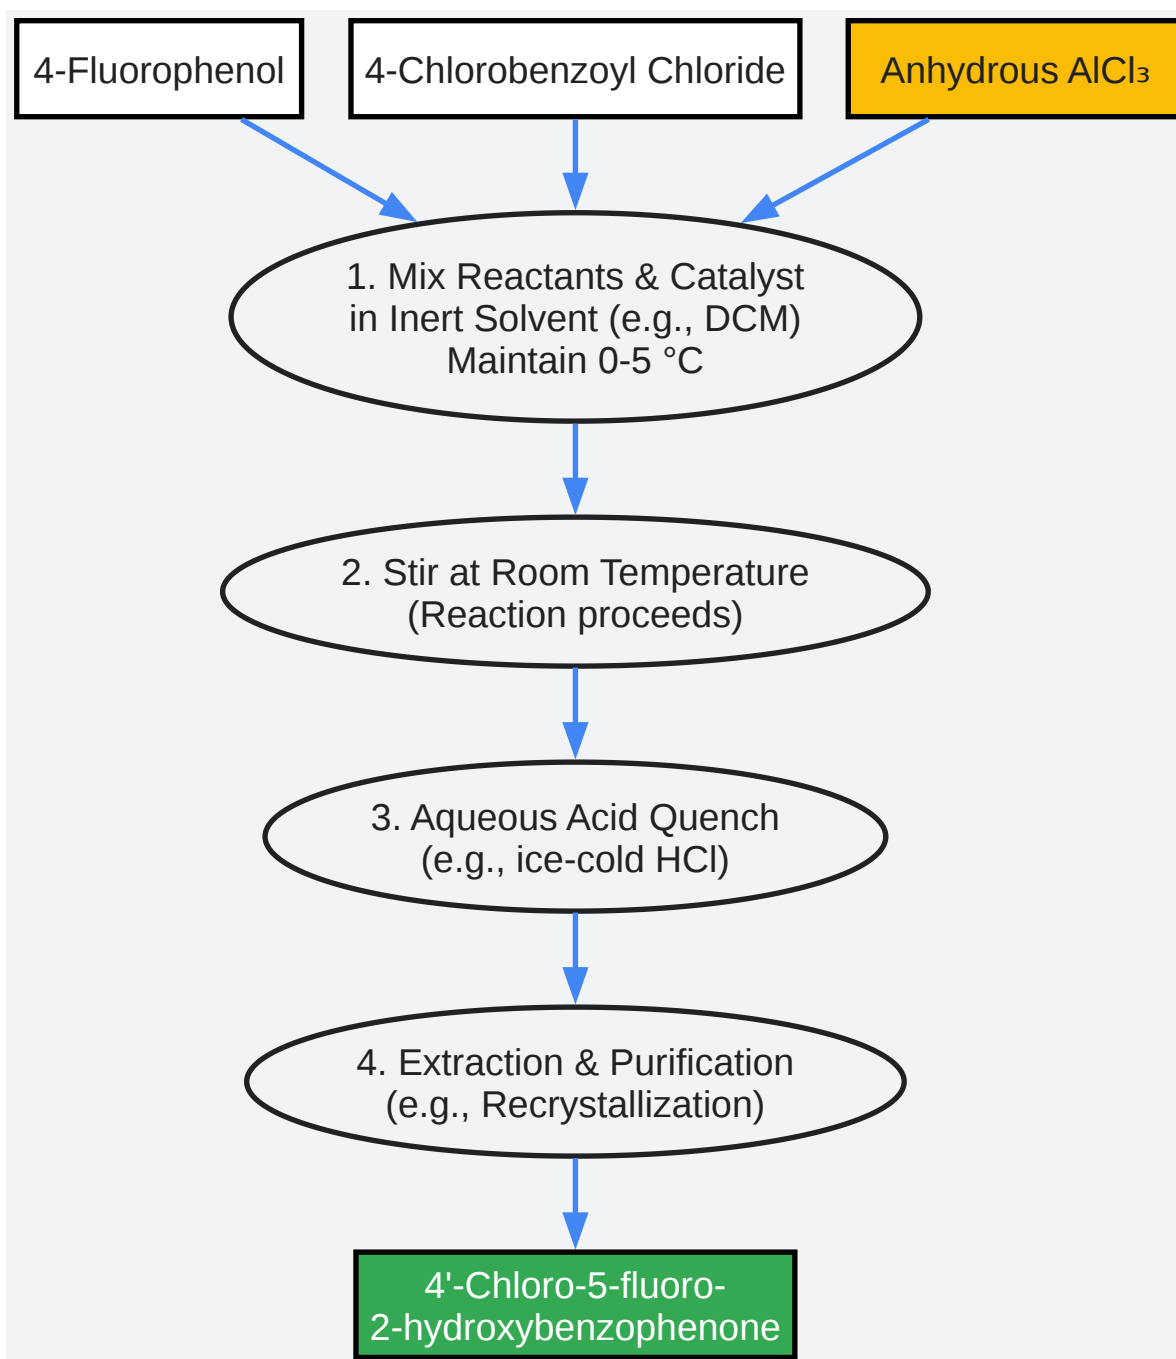 4-Fluorophenol
4-Chlorobenzoyl Chloride
Anhydrous AlCl₃
1. Mix Reactants & Catalyst
in Inert Solvent (e.g., DCM)
Maintain 0-5 °C
2. Stir at Room Temperature
(Reaction proceeds)
3. Aqueous Acid Quench
(e.g., ice-cold HCl)
4. Extraction & Purification
(e.g., Recrystallization)
4'-Chloro-5-fluoro-
2-hydroxybenzophenone